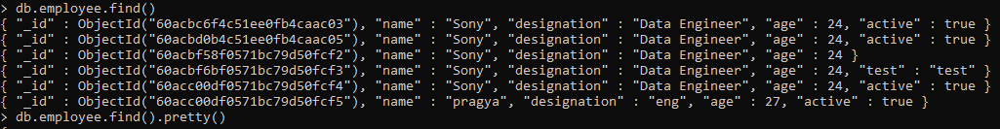 > db.employee.find()
{ "_id" : ObjectId("60acbc6f4c51ee0fb4caac03"), "name" : "Sony", "designation" : "Data Engineer", "age" : 24, "active" : true }
{ "_id" : ObjectId("60acbd0b4c51ee0fb4caac05"), "name" : "Sony", "designation" : "Data Engineer", "age" : 24, "active" : true }
{ "_id" : ObjectId("60acbf58f0571bc79d50fcf2"), "name" : "Sony", "designation" : "Data Engineer", "age" : 24 }
{ "_id" : ObjectId("60acbf6bf0571bc79d50fcf3"), "name" : "Sony", "designation" : "Data Engineer", "age" : 24, "test" : "test" }
{ "_id" : ObjectId("60acc00df0571bc79d50fcf4"), "name" : "Sony", "designation" : "Data Engineer", "age" : 24, "active" : true }
{ "_id" : ObjectId("60acc00df0571bc79d50fcf5"), "name" : "pragya", "designation" : "eng", "age" : 27, "active" : true }
> db.employee.find().pretty()